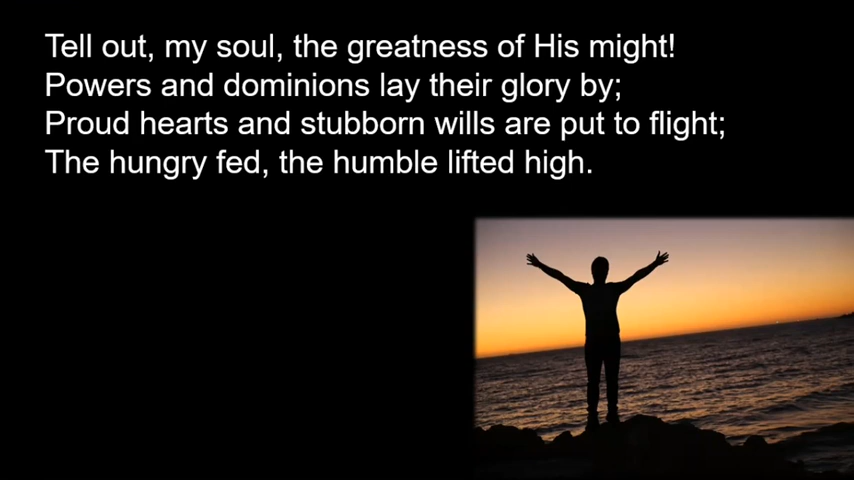 Tell out, my soul, the greatness of His might!
Powers and dominions lay their glory by;
Proud hearts and stubborn wills are put to flight;
The hungry fed, the humble lifted high.